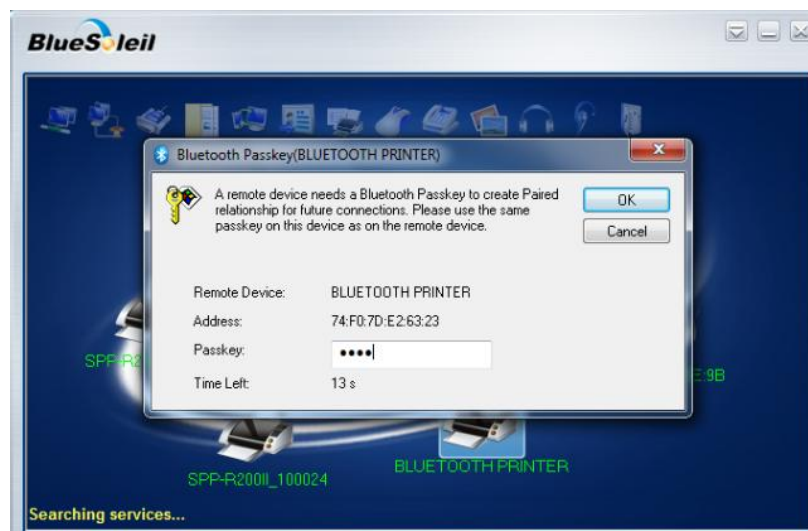 BlueSoleil
Bluetooth Passkey(BLUETOOTH PRINTER)
A remote device needs a Bluetooth Passkey to create Paired
relationship for future connections. Please use the same
passkey on this device as on the remote device.
OK
Cancel
Remote Device: BLUETOOTH PRINTER
Address: 74:F0:7D:E2:63:23
Passkey: ••••
Time Left: 13 s
SPP-R2
E:9B
SPP-R200II_100024
BLUETOOTH PRINTER
Searching services...